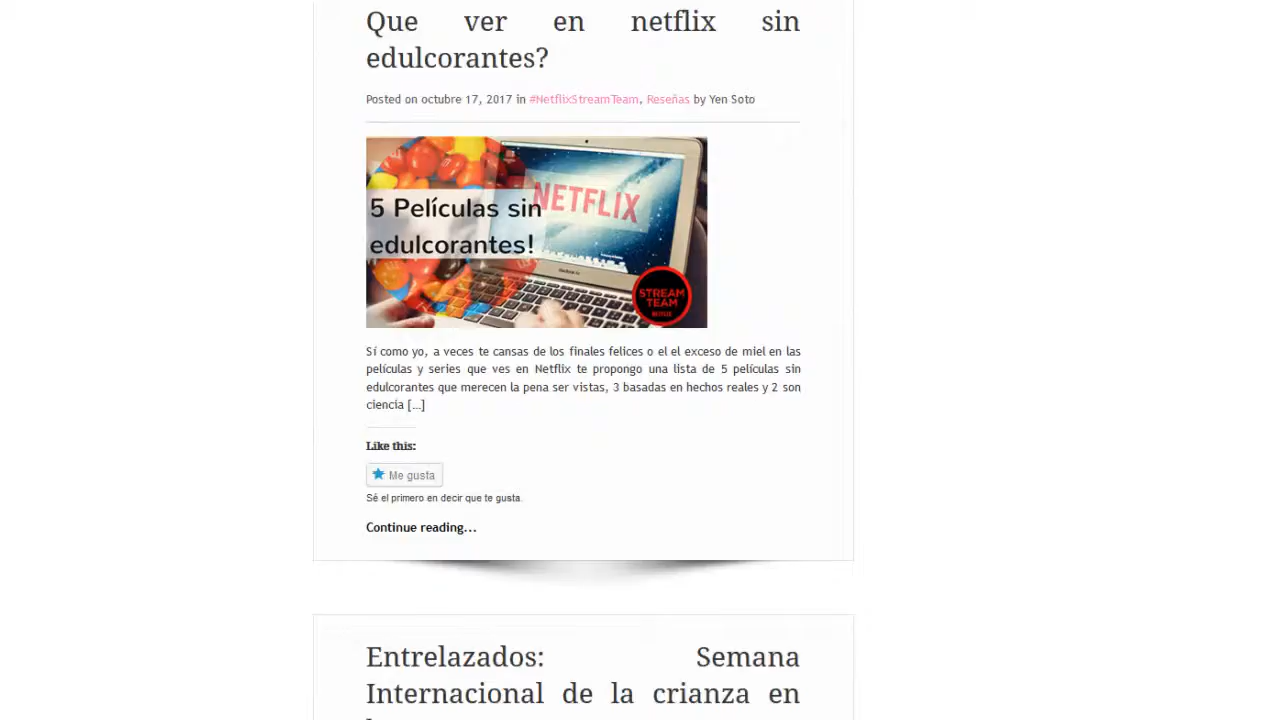 Que ver en netflix sin
edulcorantes?
Posted on octubre 17, 2017 in #NetflixStreamTeam, Reseñas by Yen Soto
NETFLIX
5 Películas sin
edulcorantes!
STREAM
TEAM
NETFLIX
Sí como yo, a veces te cansas de los finales felices o el el exceso de miel en las
películas y series que ves en Netflix te propongo una lista de 5 películas sin
edulcorantes que merecen la pena ser vistas, 3 basadas en hechos reales y 2 son
ciencia [...]
Like this:
Me gusta
Sé el primero en decir que te gusta.
Continue reading...
Entrelazados: Semana
Internacional de la crianza en